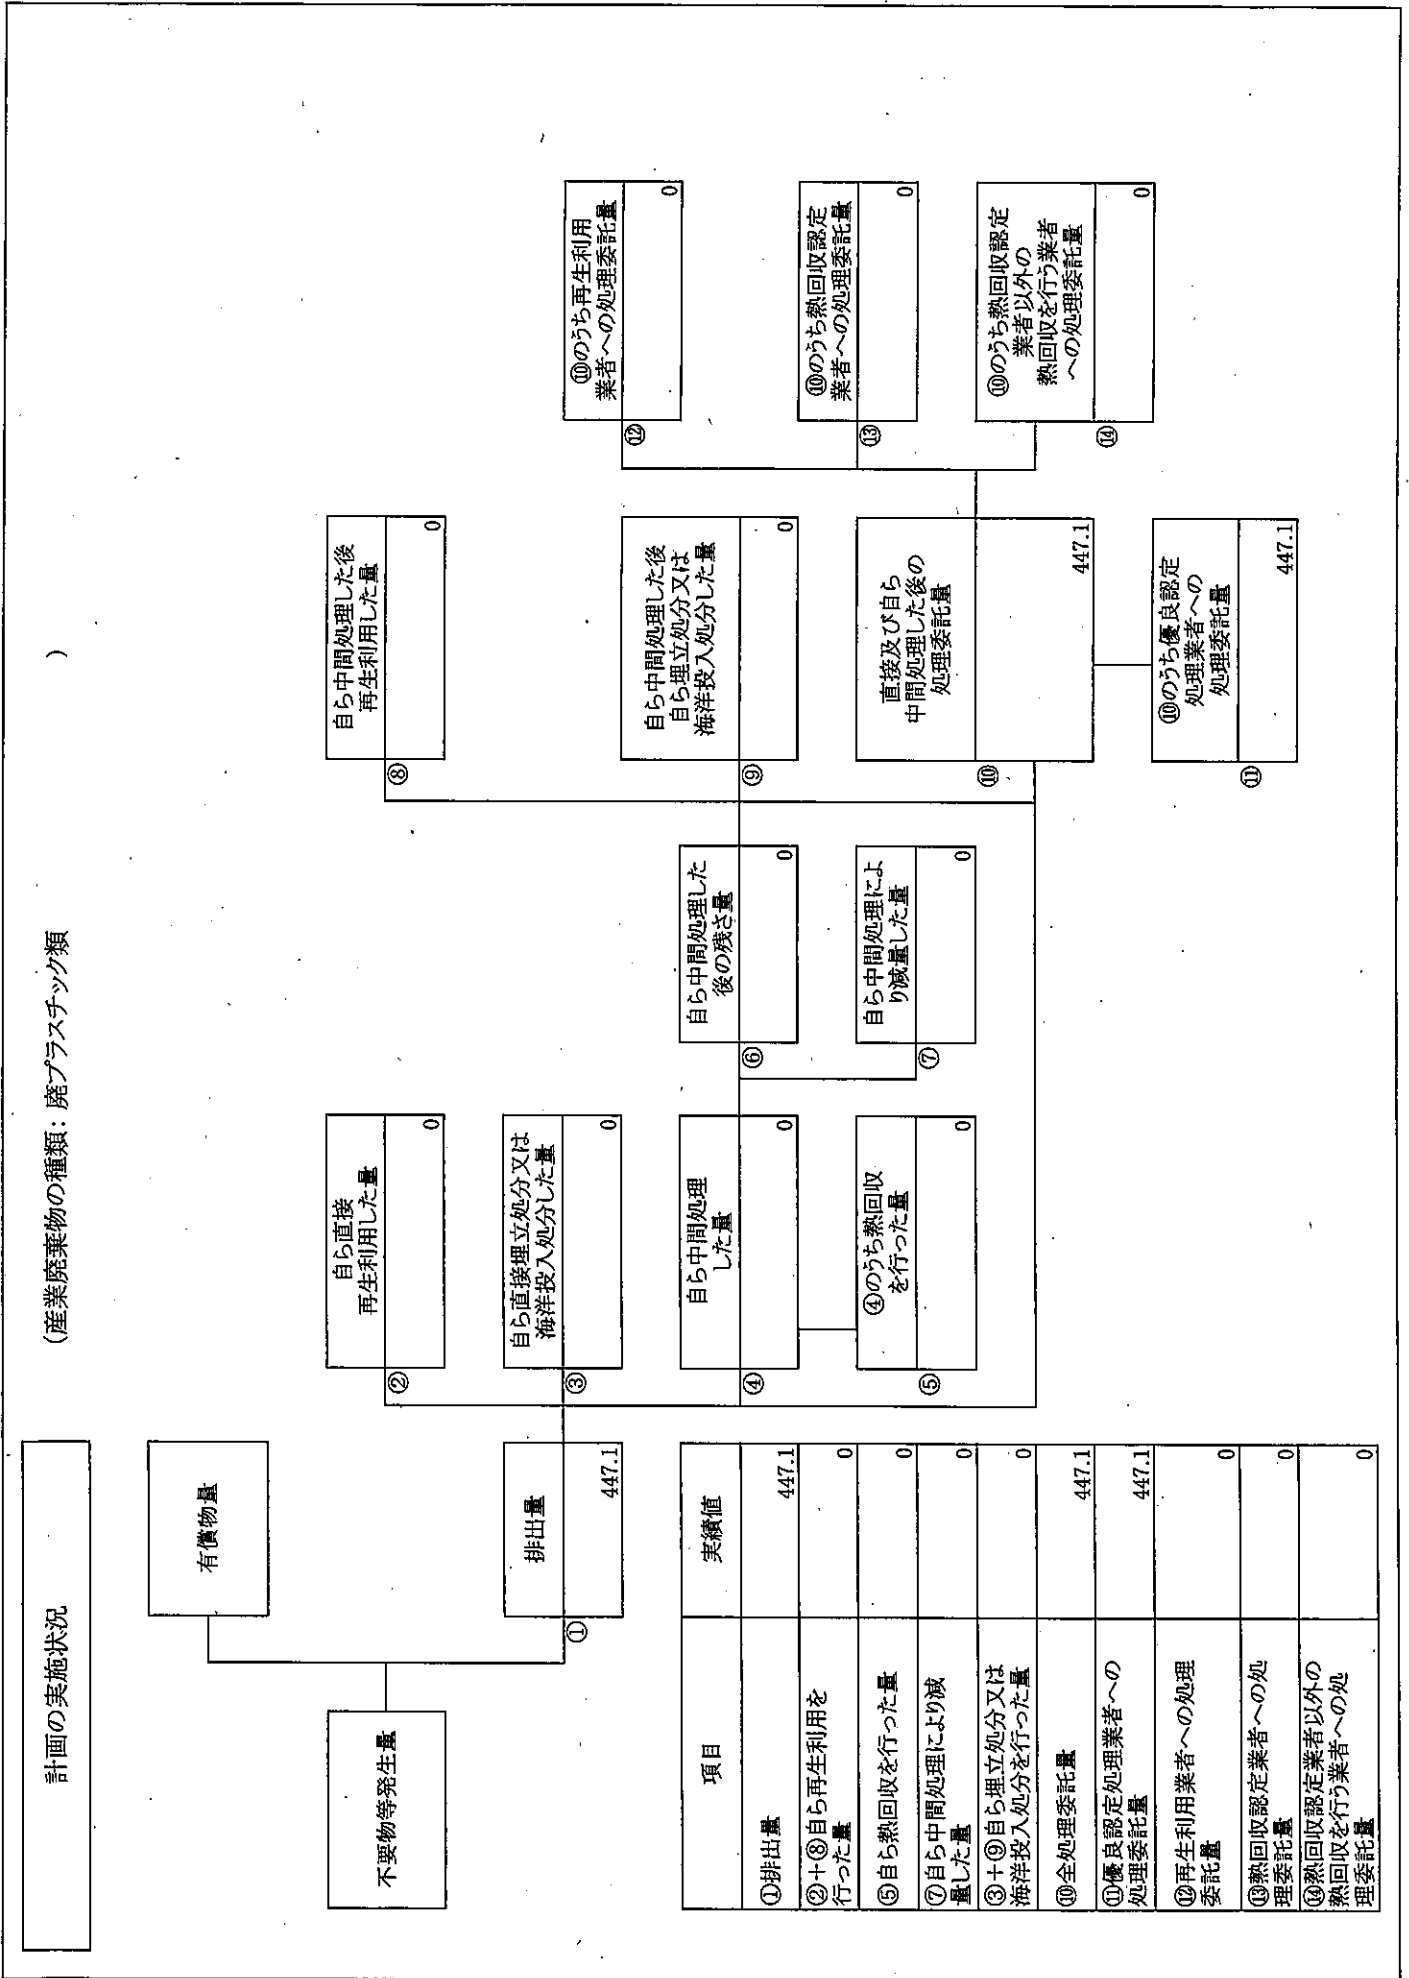 計画の実施状況
(産業廃棄物の種類: 廃プラスチック類
)
有償物量
不要物等発生量
①
排出量
447.1
②
自ら直接
再生利用した量
0
③
自ら直接埋立処分又は
海洋投入処分した量
0
④
自ら中間処理
した量
0
⑤
④のうち熱回収
を行った量
0
⑥
自ら中間処理した
後の残さ量
0
⑦
自ら中間処理によ
り減量した量
0
⑧
自ら中間処理した後
再生利用した量
0
⑨
自ら中間処理した後
自ら埋立処分又は
海洋投入処分した量
0
⑩
直接及び自ら
中間処理した後の
処理委託量
447.1
⑪
⑩のうち優良認定
処理業者への
処理委託量
447.1
⑫
⑩のうち再生利用
業者への処理委託量
0
⑬
⑩のうち熱回収認定
業者への処理委託量
0
⑭
⑩のうち熱回収認定
業者以外の
熱回収を行う業者
への処理委託量
0
項目 実績値
①排出量 447.1
②+⑧自ら再生利用を
行った量 0
⑤自ら熱回収を行った量 0
⑦自ら中間処理により減
量した量 0
③+⑨自ら埋立処分又は
海洋投入処分を行った量 0
⑩全処理委託量 447.1
⑪優良認定処理業者への
処理委託量 447.1
⑫再生利用業者への処理
委託量 0
⑬熱回収認定業者への処
理委託量 0
⑭熱回収認定業者以外の
熱回収を行う業者への処
理委託量 0